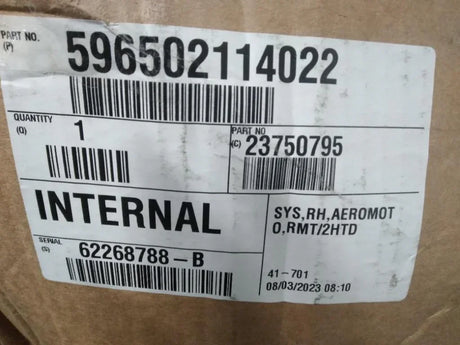 PART NO.
(P)
596502114022
QUANTITY
(Q)
1
PART NO
(C) 23750795
INTERNAL
SYS,RH,AEROMOT
O,RMT/2HTD
SERIAL
(S)
62268788-B
41-701
08/03/2023 08:10